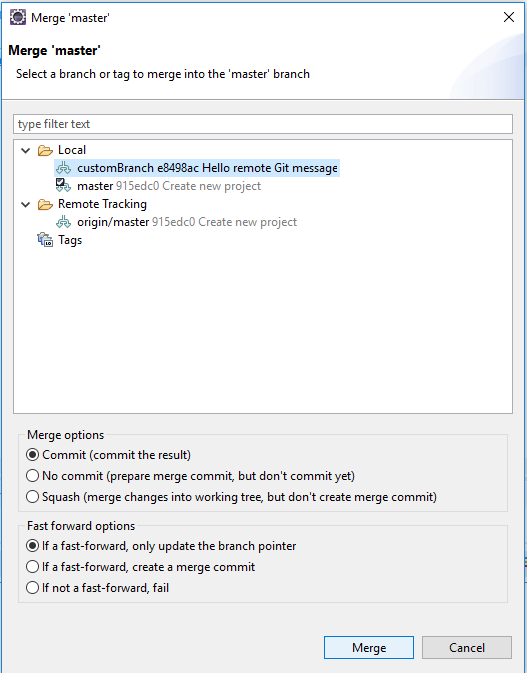 Merge 'master'
Merge 'master'
Select a branch or tag to merge into the 'master' branch
type filter text
Local
customBranch e8498ac Hello remote Git message
master 915edc0 Create new project
Remote Tracking
origin/master 915edc0 Create new project
Tags
Merge options
Commit (commit the result)
No commit (prepare merge commit, but don't commit yet)
Squash (merge changes into working tree, but don't create merge commit)
Fast forward options
If a fast-forward, only update the branch pointer
If a fast-forward, create a merge commit
If not a fast-forward, fail
Merge
Cancel